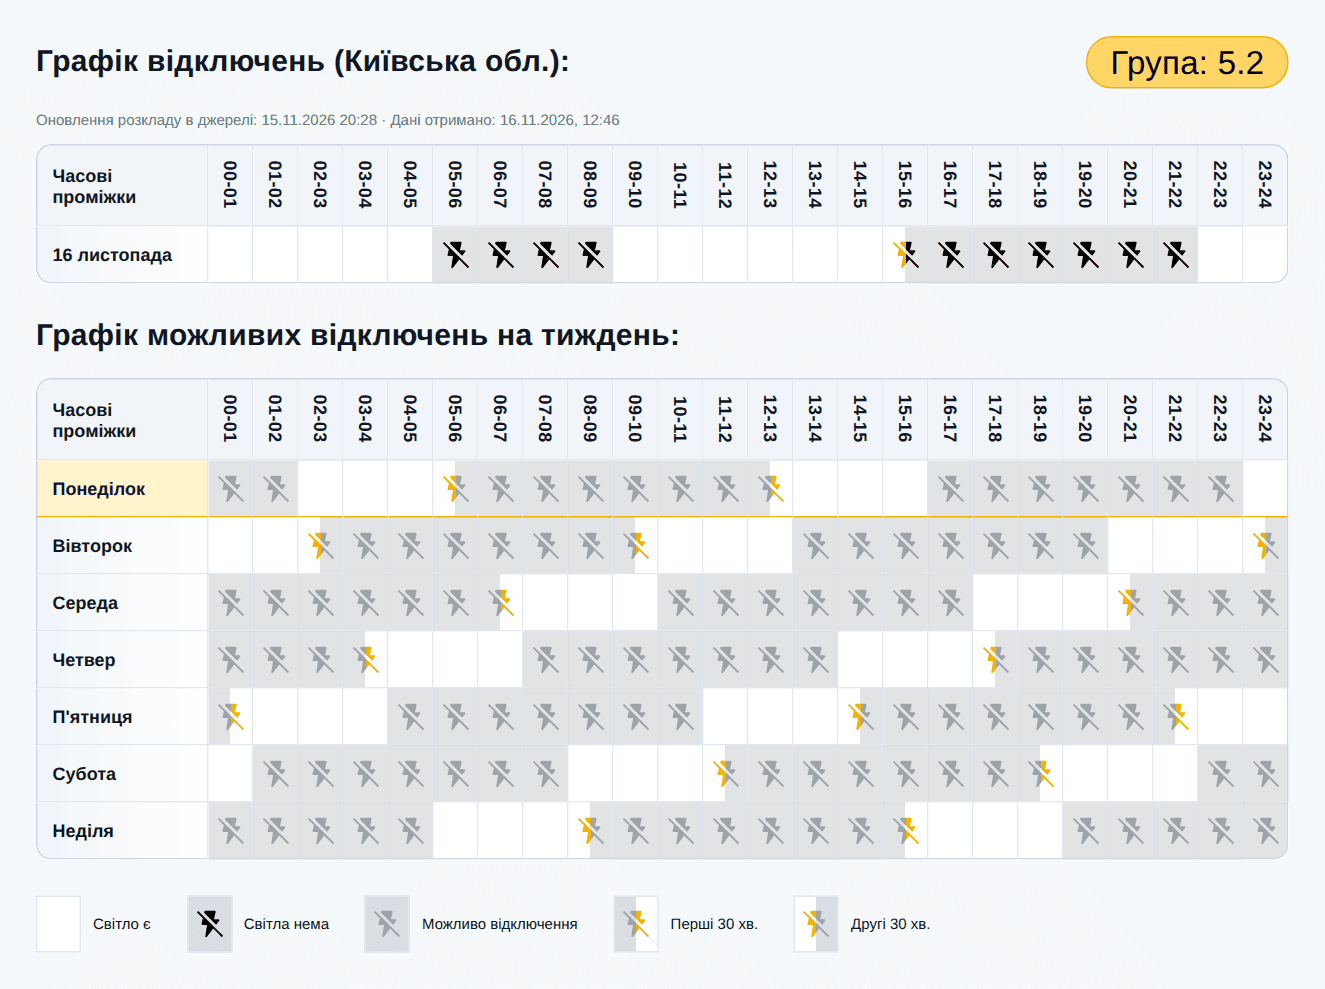 Графік відключень (Київська обл.):
Група: 5.2
Оновлення розкладу в джерелі: 15.11.2026 20:28 · Дані отримано: 16.11.2026, 12:46
Часові
проміжки
00-01 01-02 02-03 03-04 04-05 05-06 06-07 07-08 08-09 09-10 10-11 11-12 12-13 13-14 14-15 15-16 16-17 17-18 18-19 19-20 20-21 21-22 22-23 23-24
16 листопада
Графік можливих відключень на тиждень:
Часові
проміжки
00-01 01-02 02-03 03-04 04-05 05-06 06-07 07-08 08-09 09-10 10-11 11-12 12-13 13-14 14-15 15-16 16-17 17-18 18-19 19-20 20-21 21-22 22-23 23-24
Понеділок
Вівторок
Середа
Четвер
П'ятниця
Субота
Неділя
Світло є
Світла нема
Можливо відключення
Перші 30 хв.
Другі 30 хв.